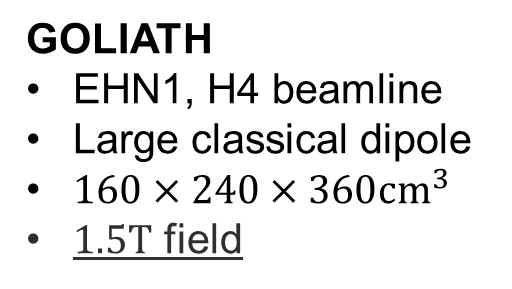 GOLIATH
• EHN1, H4 beamline
• Large classical dipole
• 160 × 240 × 360cm³
• 1.5T field